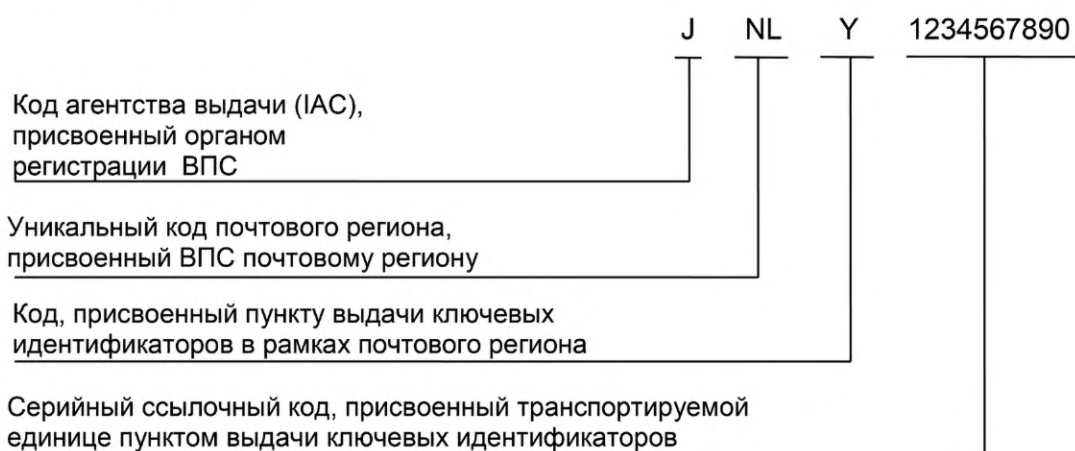 J NL Y 1234567890
Код агентства выдачи (IAC),
присвоенный органом
регистрации ВПС
Уникальный код почтового региона,
присвоенный ВПС почтовому региону
Код, присвоенный пункту выдачи ключевых
идентификаторов в рамках почтового региона
Серийный ссылочный код, присвоенный транспортируемой
единице пунктом выдачи ключевых идентификаторов